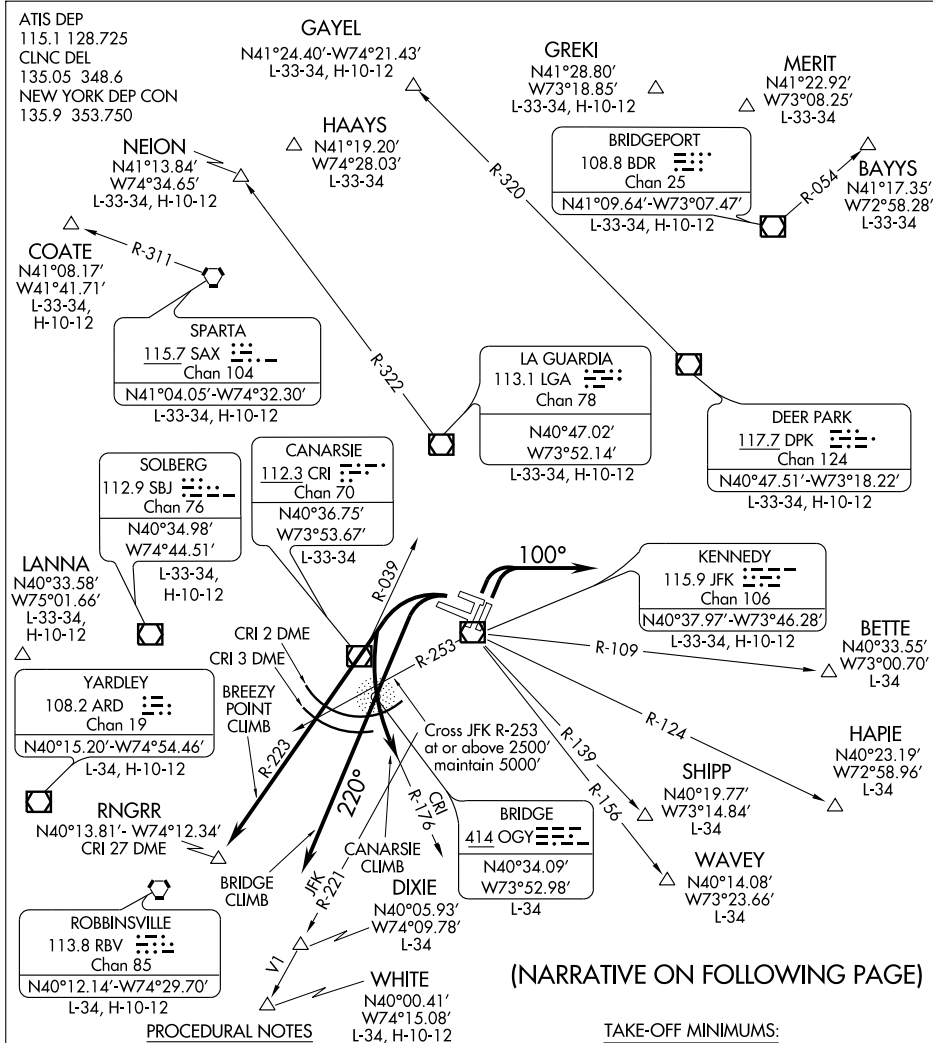 ATIS DEP
115.1 128.725
CLNC DEL
135.05 348.6
NEW YORK DEP CON
135.9 353.750
GAYEL
N41°24.40’-W74°21.43’
L-33-34, H-10-12
GREKI
N41°28.80’
W73°18.85’
L-33-34, H-10-12
MERIT
N41°22.92’
W73°08.25’
L-33-34
HAAYS
N41°19.20’
W74°28.03’
L-33-34
NEION
N41°13.84’
W74°34.65’
L-33-34, H-10-12
BRIDGEPORT
108.8 BDR
Chan 25
N41°09.64’-W73°07.47’
L-33-34, H-10-12
R-054
BAYYS
N41°17.35’
W72°58.28’
L-33-34
R-320
R-311
COATE
N41°08.17’
W41°41.71’
L-33-34,
H-10-12
SPARTA
115.7 SAX
Chan 104
N41°04.05’-W74°32.30’
L-33-34, H-10-12
R-322
LA GUARDIA
113.1 LGA
Chan 78
N40°47.02’
W73°52.14’
L-33-34, H-10-12
DEER PARK
117.7 DPK
Chan 124
N40°47.51’-W73°18.22’
L-33-34, H-10-12
SOLBERG
112.9 SBJ
Chan 76
N40°34.98’
W74°44.51’
L-33-34,
H-10-12
CANARSIE
112.3 CRI
Chan 70
N40°36.75’
W73°53.67’
L-33-34
LANNA
N40°33.58’
W75°01.66’
L-33-34,
H-10-12
R-039
100°
KENNEDY
115.9 JFK
Chan 106
N40°37.97’-W73°46.28’
L-33-34, H-10-12
CRI 2 DME
CRI 3 DME
R-253
R-109
BETTE
N40°33.55’
W73°00.70’
L-34
YARDLEY
108.2 ARD
Chan 19
N40°15.20’-W74°54.46’
L-34, H-10-12
BREEZY
POINT
CLIMB
R-223
Cross JFK R-253
at or above 2500’
maintain 5000’
R-124
R-139
R-156
HAPIE
N40°23.19’
W72°58.96’
L-34
SHIPP
N40°19.77’
W73°14.84’
L-34
220°
CRI
R-176
RNGRR
N40°13.81’- W74°12.34’
CRI 27 DME
BRIDGE
414 OGY
N40°34.09’
W73°52.98’
L-34
WAVEY
N40°14.08’
W73°23.66’
L-34
BRIDGE
CLIMB
JFK
R-221
CANARSIE
CLIMB
DIXIE
N40°05.93’
W74°09.78’
L-34
ROBBINSVILLE
113.8 RBV
Chan 85
N40°12.14’-W74°29.70’
L-34, H-10-12
V1
WHITE
N40°00.41’
W74°15.08’
L-34, H-10-12
(NARRATIVE ON FOLLOWING PAGE)
PROCEDURAL NOTES
TAKE-OFF MINIMUMS: